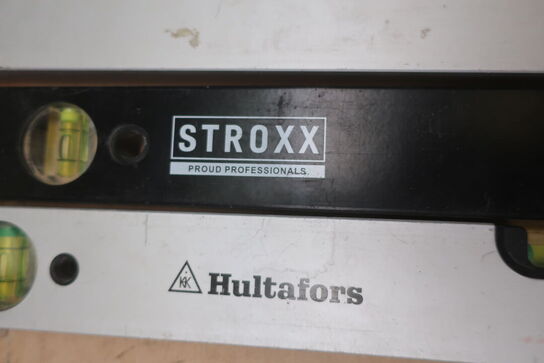 STROXX
PROUD PROFESSIONALS.
HK Hultafors